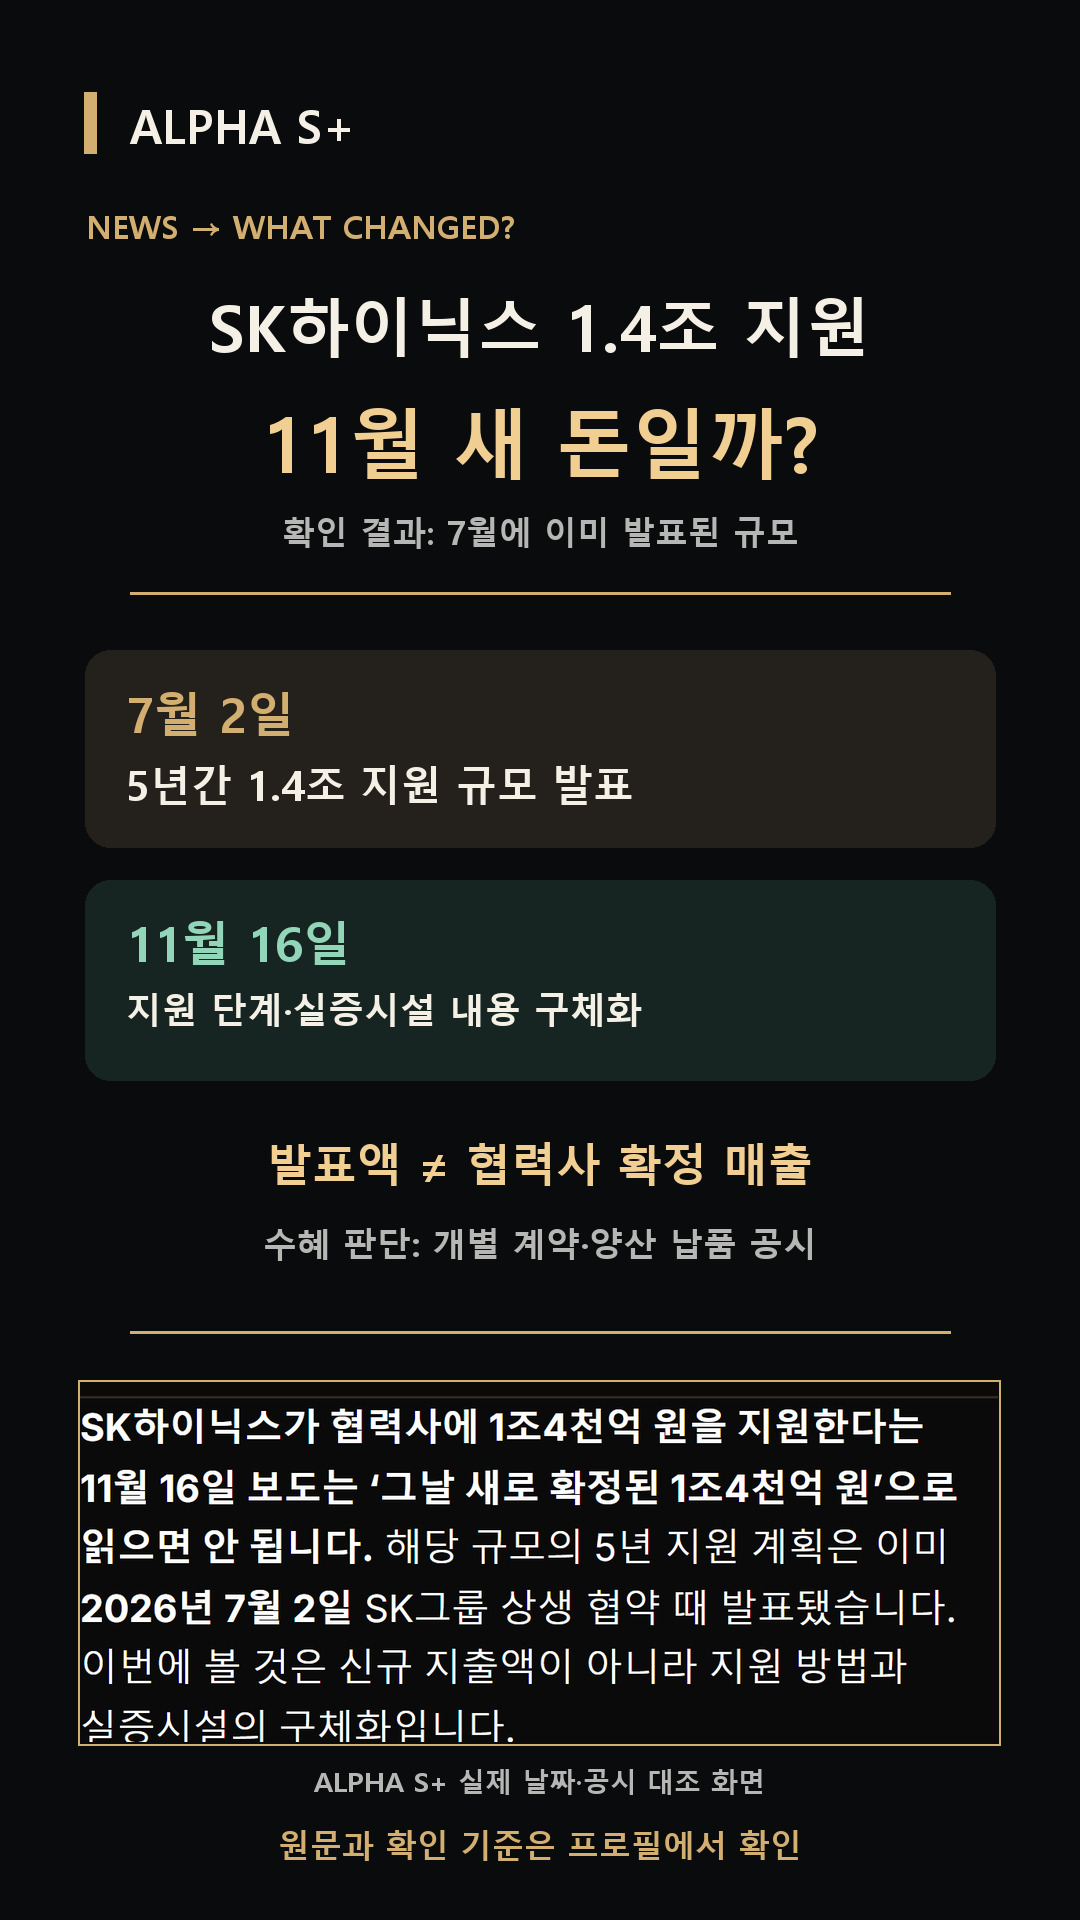 ALPHA S+
NEWS → WHAT CHANGED?
SK하이닉스 1.4조 지원
11월 새 돈일까?
확인 결과: 7월에 이미 발표된 규모
7월 2일
5년간 1.4조 지원 규모 발표
11월 16일
지원 단계·실증시설 내용 구체화
발표액 ≠ 협력사 확정 매출
수혜 판단: 개별 계약·양산 납품 공시
SK하이닉스가 협력사에 1조4천억 원을 지원한다는
11월 16일 보도는 ‘그날 새로 확정된 1조4천억 원’으로
읽으면 안 됩니다. 해당 규모의 5년 지원 계획은 이미
2026년 7월 2일 SK그룹 상생 협약 때 발표됐습니다.
이번에 볼 것은 신규 지출액이 아니라 지원 방법과
실증시설의 구체화입니다.
ALPHA S+ 실제 날짜·공시 대조 화면
원문과 확인 기준은 프로필에서 확인